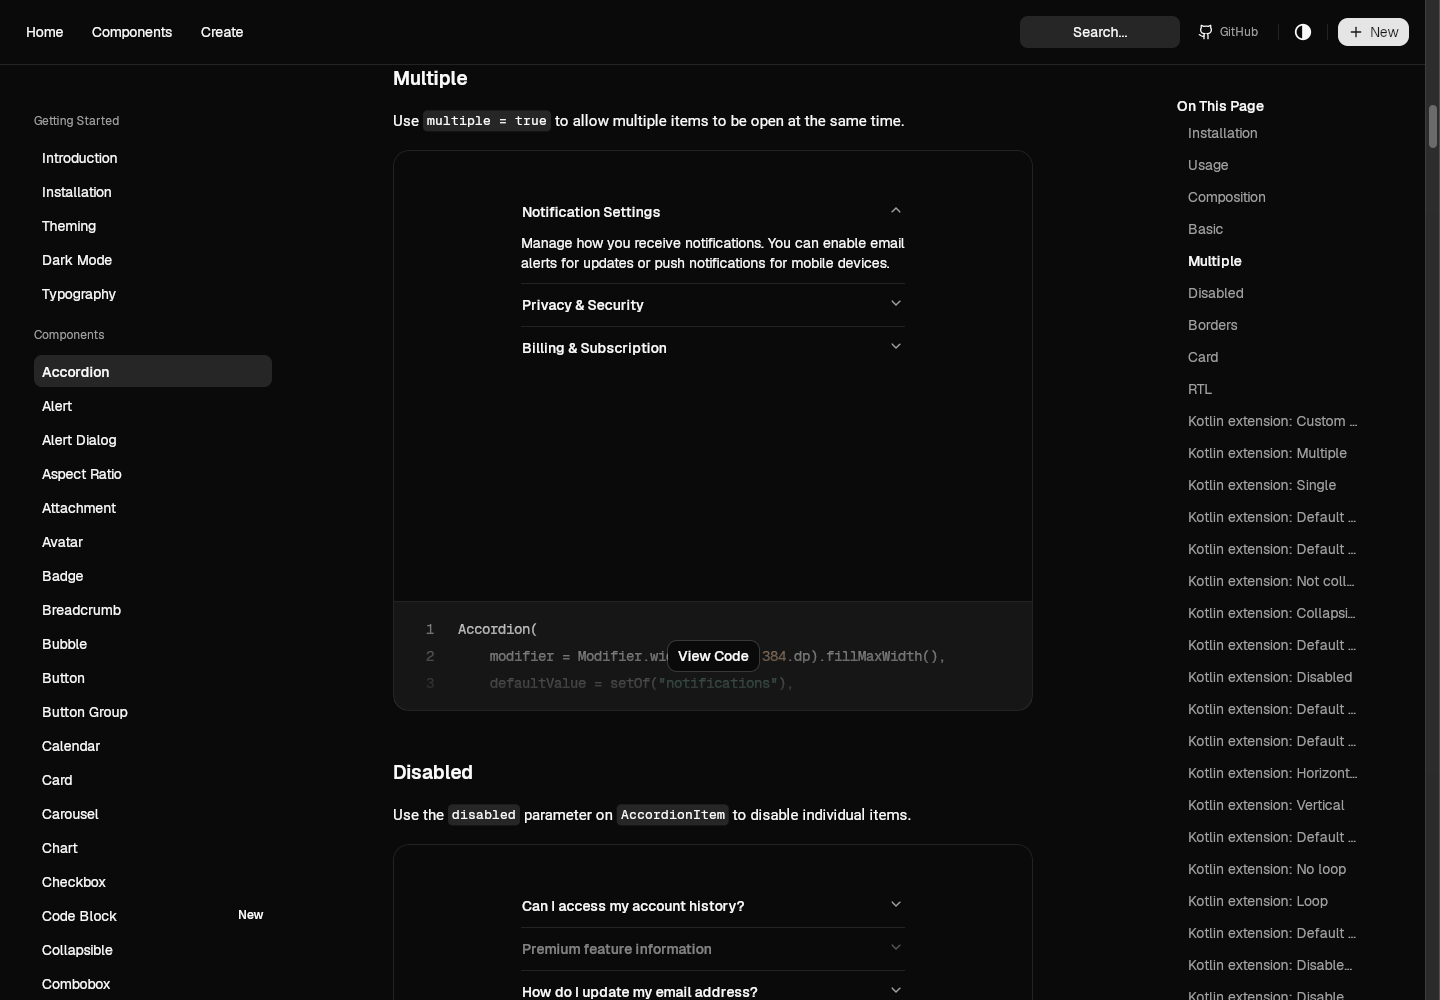 Home
Components
Create
Search...
GitHub
New
Getting Started
Introduction
Installation
Theming
Dark Mode
Typography
Components
Accordion
Alert
Alert Dialog
Aspect Ratio
Attachment
Avatar
Badge
Breadcrumb
Bubble
Button
Button Group
Calendar
Card
Carousel
Chart
Checkbox
Code Block
New
Collapsible
Combobox
Multiple
Use multiple = true to allow multiple items to be open at the same time.
Notification Settings
Manage how you receive notifications. You can enable email
alerts for updates or push notifications for mobile devices.
Privacy & Security
Billing & Subscription
1 Accordion(
2 modifier = Modifier.wi 384.dp).fillMaxWidth(),
View Code
3 defaultValue = setOf("notifications"),
Disabled
Use the disabled parameter on AccordionItem to disable individual items.
Can I access my account history?
Premium feature information
How do I update my email address?
On This Page
Installation
Usage
Composition
Basic
Multiple
Disabled
Borders
Card
RTL
Kotlin extension: Custom ...
Kotlin extension: Multiple
Kotlin extension: Single
Kotlin extension: Default ...
Kotlin extension: Default ...
Kotlin extension: Not coll...
Kotlin extension: Collapsi...
Kotlin extension: Default ...
Kotlin extension: Disabled
Kotlin extension: Default ...
Kotlin extension: Default ...
Kotlin extension: Horizont...
Kotlin extension: Vertical
Kotlin extension: Default ...
Kotlin extension: No loop
Kotlin extension: Loop
Kotlin extension: Default ...
Kotlin extension: Disable...
Kotlin extension: Disable